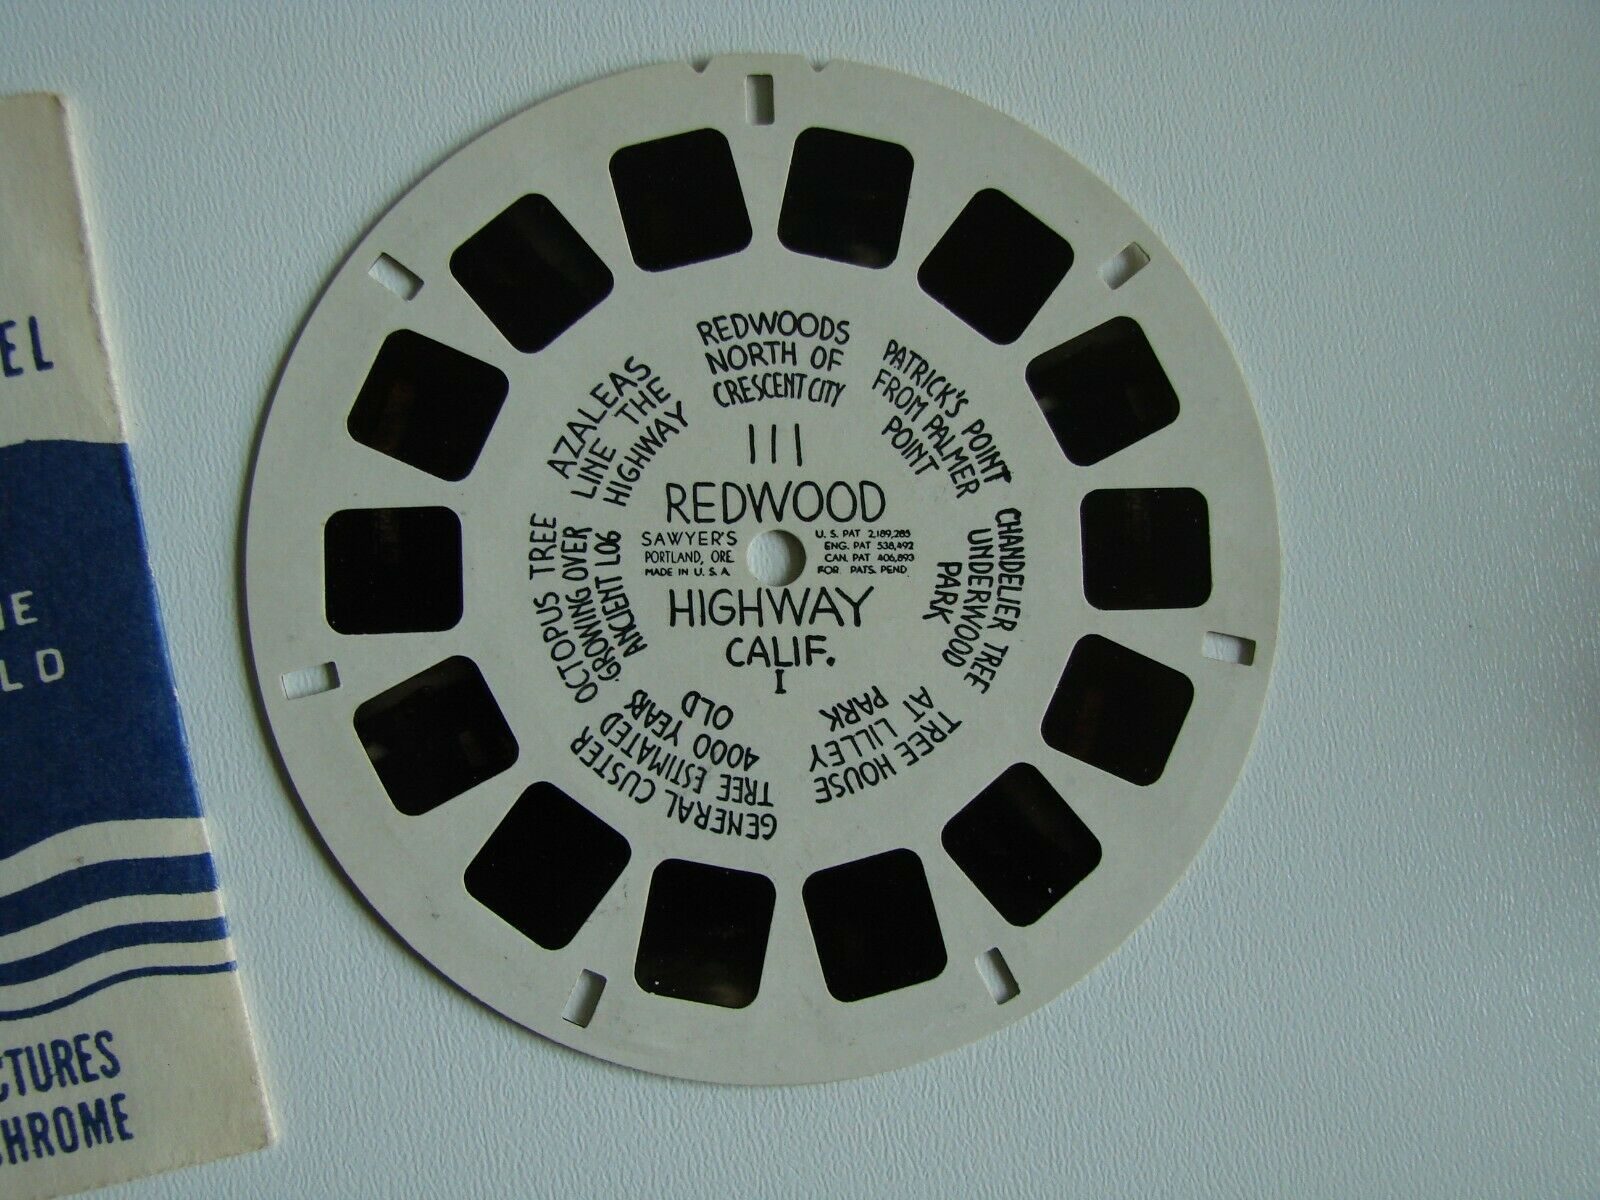 EL
CTURES
CHROME
REDWOODS
NORTH OF
CRESCENT CITY
PATRICK'S POINT
FROM PALMER
POINT
CHANDELIER TREE
UNDERWOOD
PARK
TREE HOUSE
AT LILLEY
PARK
GENERAL CUSTER
TREE ESTIMATED
4000 YEARS
OLD
OCTOPUS TREE
GROWING OVER
ANCIENT LOG
AZALEAS
LINE THE
HIGHWAY
111
REDWOOD
SAWYER'S
PORTLAND, ORE.
MADE IN U.S.A
U.S. PAT 2,189,285
ENG. PAT 538,492
CAN. PAT 406,893
FOR. PATS. PEND.
HIGHWAY
CALIF.
I